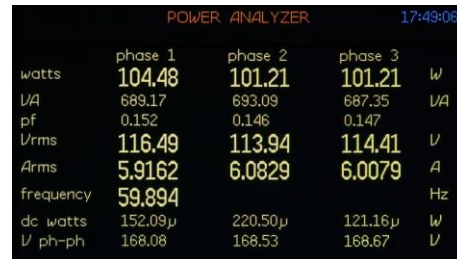 POWER ANALYZER 17:49:06
phase 1 phase 2 phase 3
watts 104.48 101.21 101.21 W
VA 689.17 693.09 687.35 VA
pf 0.152 0.146 0.147
Vrms 116.49 113.94 114.41 V
Arms 5.9162 6.0829 6.0079 A
frequency 59.894 Hz
dc watts 152.09µ 220.50µ 121.16µ W
V ph-ph 168.08 168.53 168.67 V